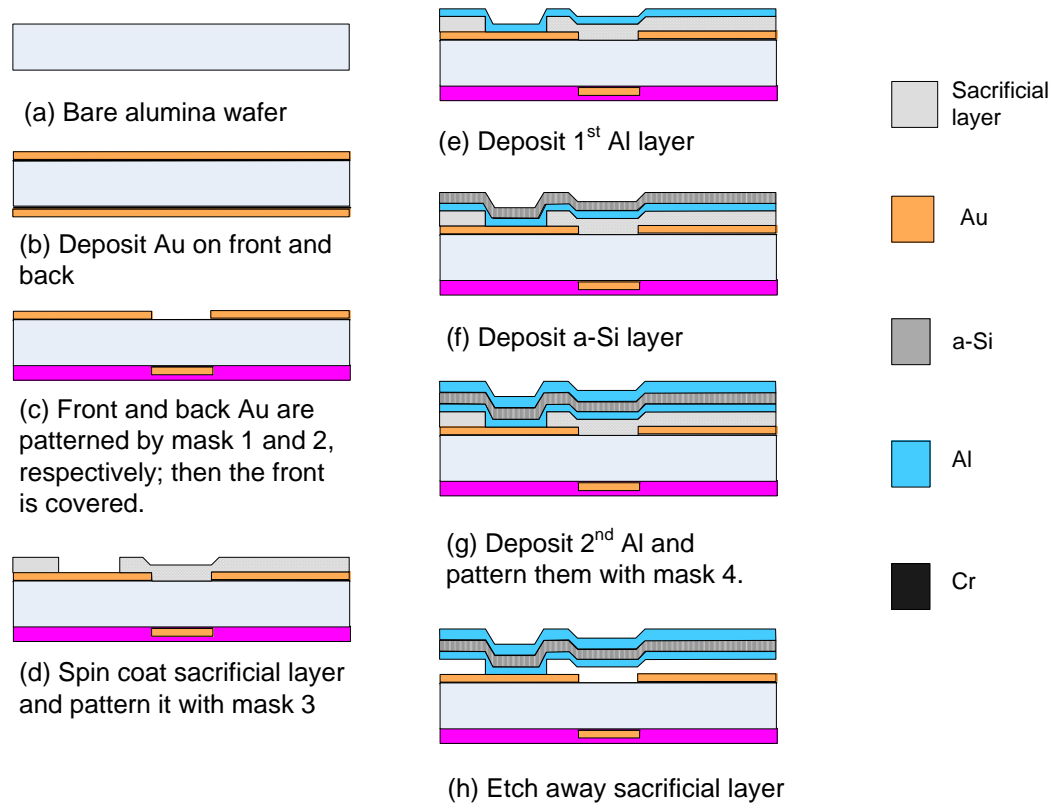 (a) Bare alumina wafer
(b) Deposit Au on front and
back
(c) Front and back Au are
patterned by mask 1 and 2,
respectively; then the front
is covered.
(d) Spin coat sacrificial layer
and pattern it with mask 3
(e) Deposit 1st Al layer
(f) Deposit a-Si layer
(g) Deposit 2nd Al and
pattern them with mask 4.
(h) Etch away sacrificial layer
Sacrificial
layer
Au
a-Si
Al
Cr